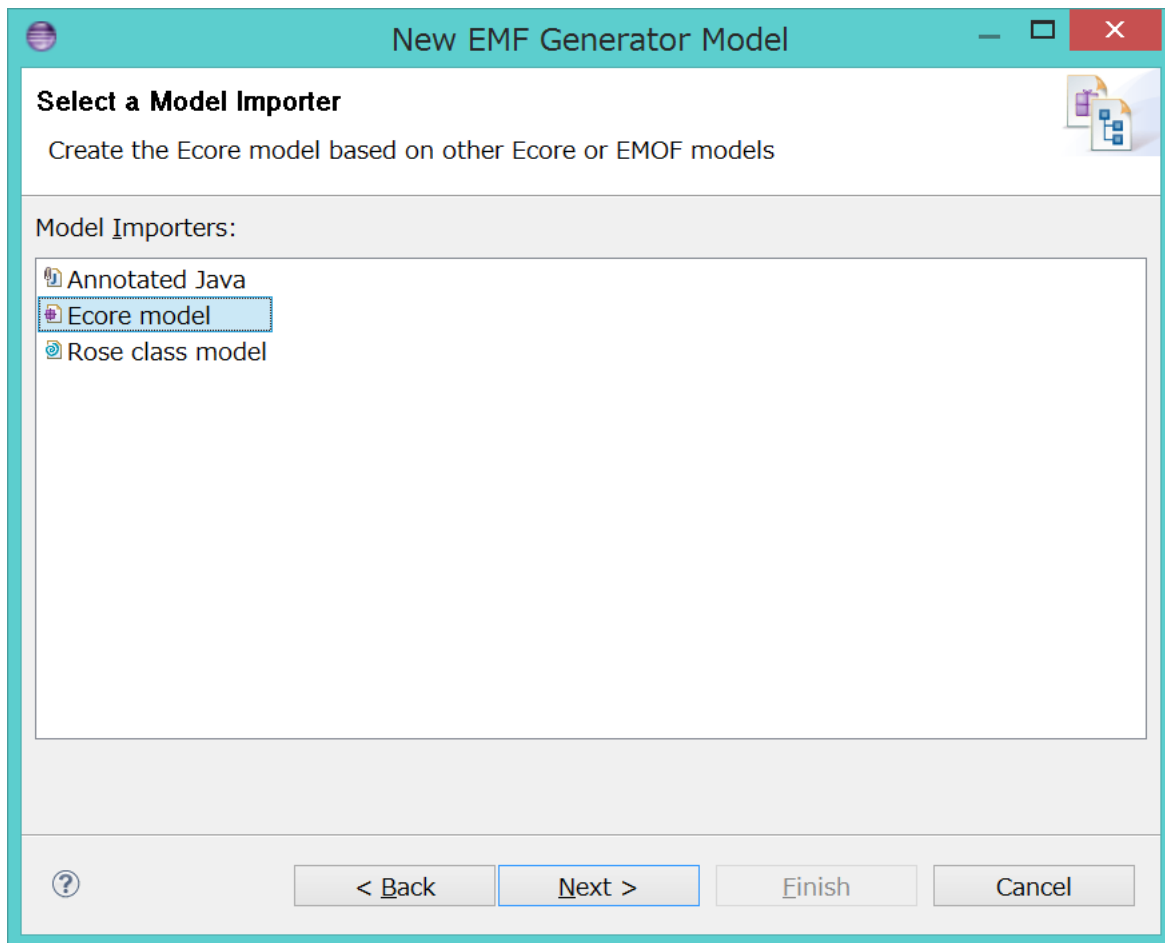 New EMF Generator Model
Select a Model Importer
Create the Ecore model based on other Ecore or EMOF models
Model Importers:
Annotated Java
Ecore model
Rose class model
< Back Next > Finish Cancel